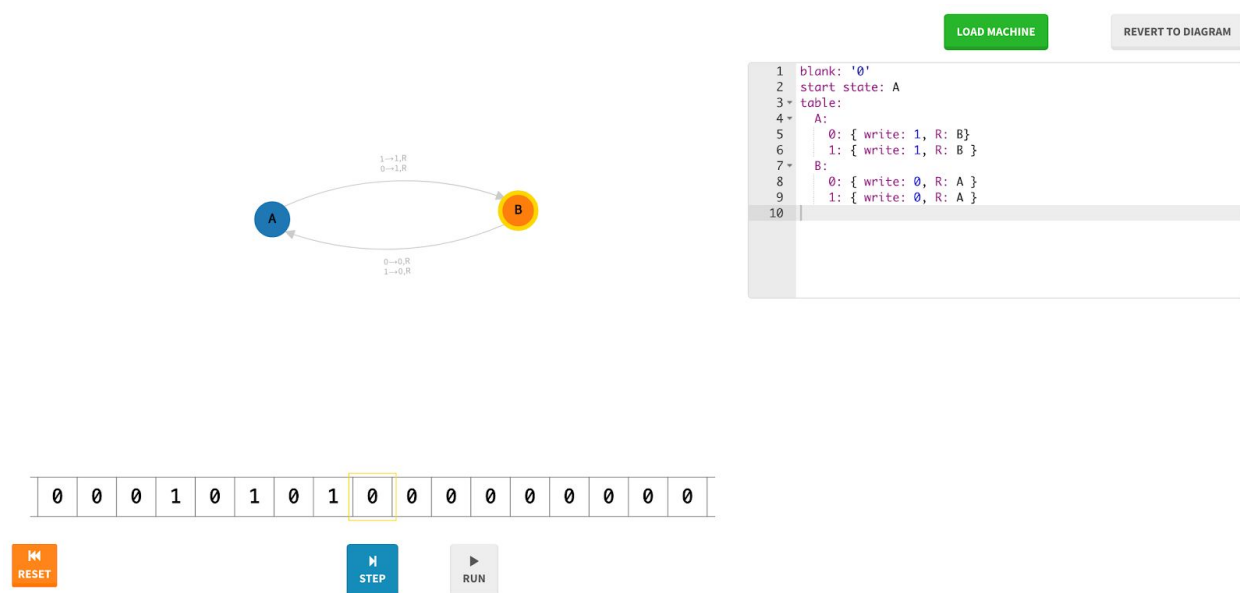 LOAD MACHINE
REVERT TO DIAGRAM
1 blank: '0'
2 start state: A
3 table:
4 A:
5 0: { write: 1, R: B}
6 1: { write: 1, R: B }
7 B:
8 0: { write: 0, R: A }
9 1: { write: 0, R: A }
10
1→1,R
0→1,R
A
B
0→0,R
1→0,R
0 0 0 1 0 1 0 1 0 0 0 0 0 0 0 0 0
RESET
STEP
RUN